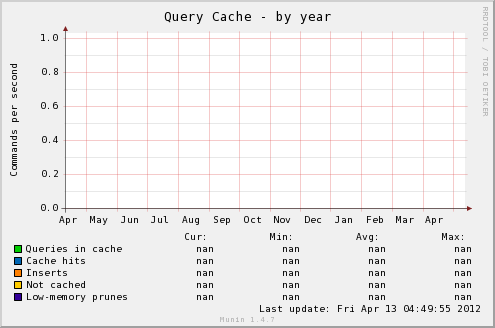 Query Cache - by year
RRDTOOL / TOBI OETIKER
Commands per second
1.0
0.8
0.6
0.4
0.2
0.0
Apr May Jun Jul Aug Sep Oct Nov Dec Jan Feb Mar Apr
Cur: Min: Avg: Max:
Queries in cache nan nan nan nan
Cache hits nan nan nan nan
Inserts nan nan nan nan
Not cached nan nan nan nan
Low-memory prunes nan nan nan nan
Last update: Fri Apr 13 04:49:55 2012
Munin 1.4.7